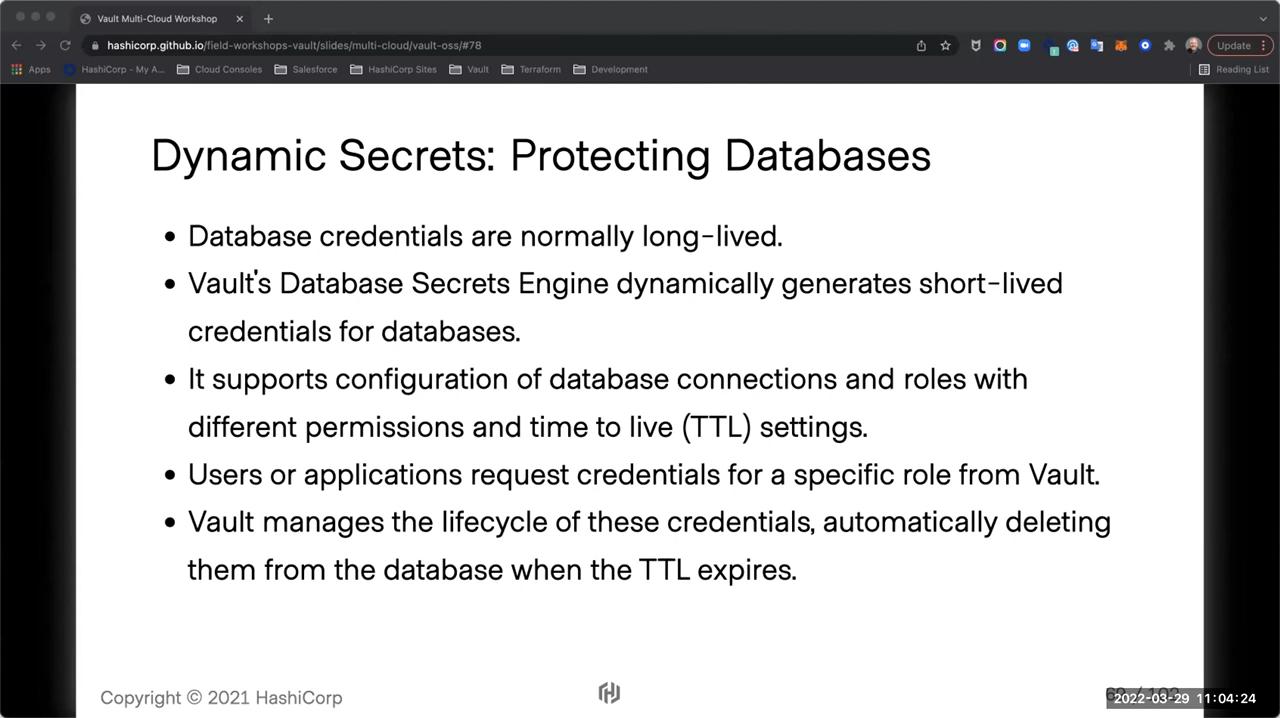 Vault Multi-Cloud Workshop
hashicorp.github.io/field-workshops-vault/slides/multi-cloud/vault-oss/#78
Update
Apps
HashiCorp - My A...
Cloud Consoles
Salesforce
HashiCorp Sites
Vault
Terraform
Development
Reading List
Dynamic Secrets: Protecting Databases
• Database credentials are normally long-lived.
• Vault's Database Secrets Engine dynamically generates short-lived
credentials for databases.
• It supports configuration of database connections and roles with
different permissions and time to live (TTL) settings.
• Users or applications request credentials for a specific role from Vault.
• Vault manages the lifecycle of these credentials, automatically deleting
them from the database when the TTL expires.
Copyright © 2021 HashiCorp
2022-03-29 11:04:24